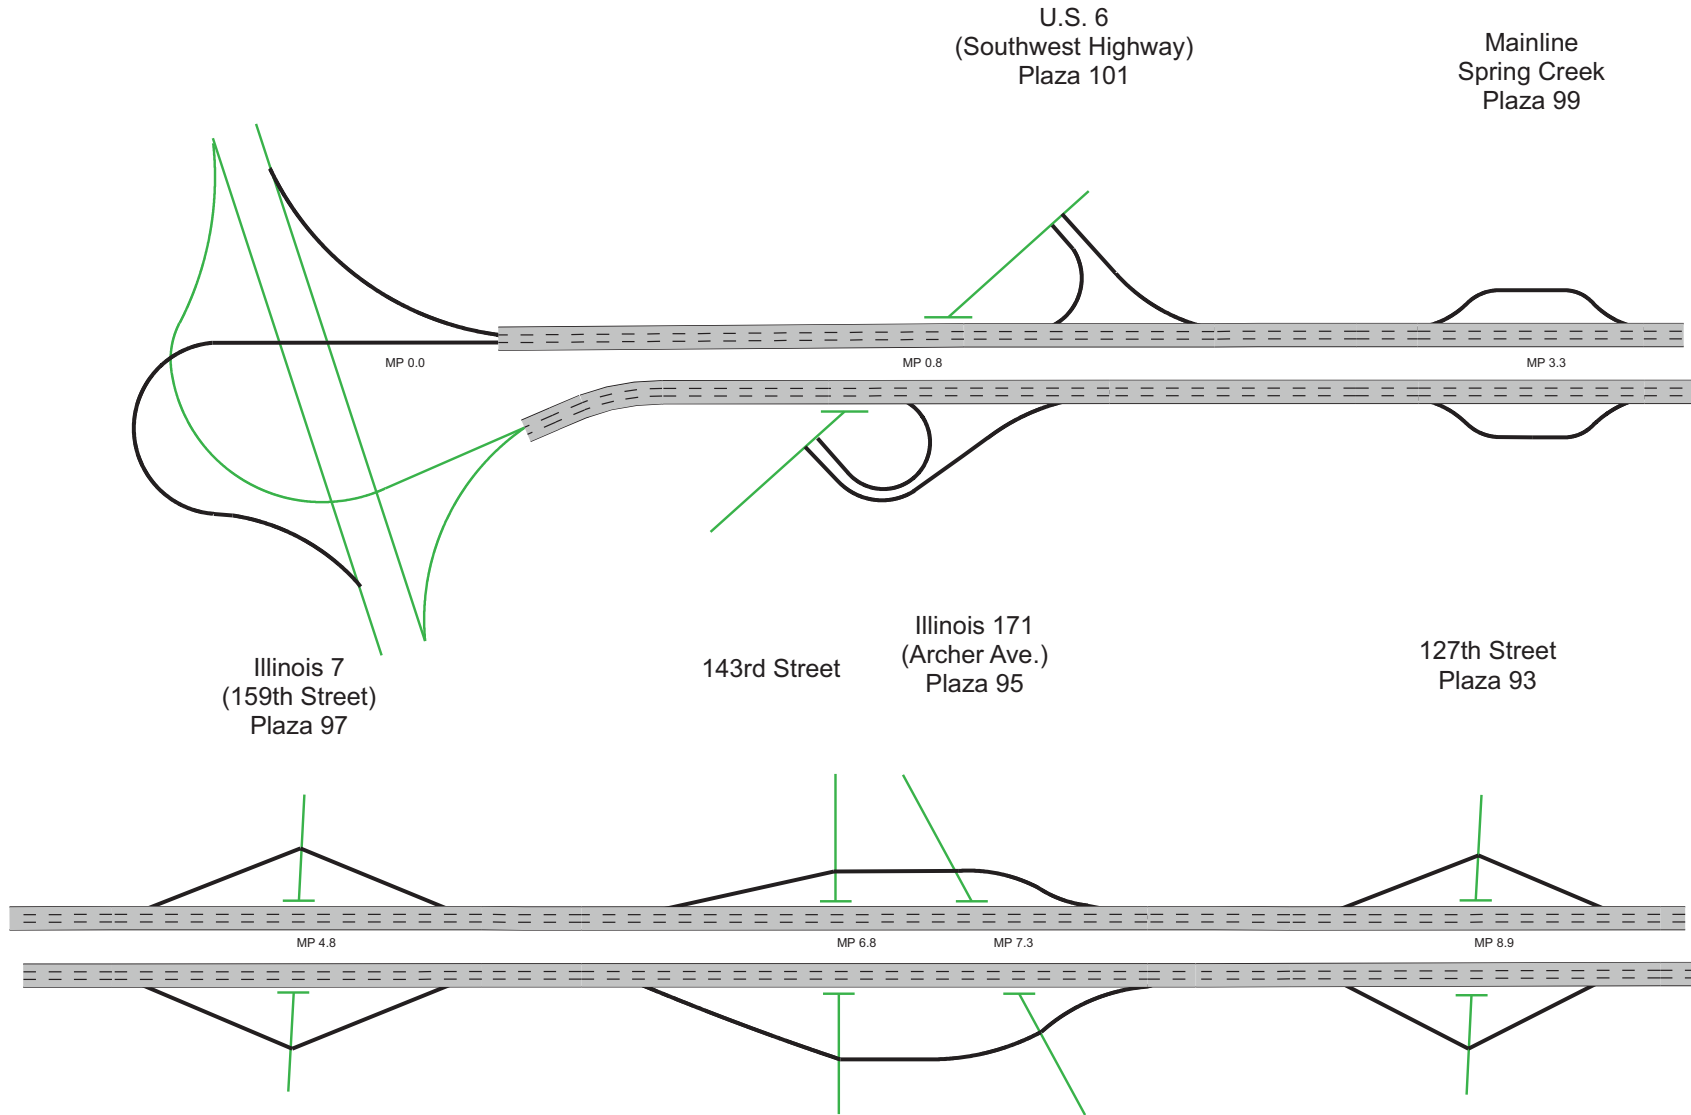 U.S. 6
(Southwest Highway)
Plaza 101
Mainline
Spring Creek
Plaza 99
MP 0.0
MP 0.8
MP 3.3
Illinois 7
(159th Street)
Plaza 97
143rd Street
Illinois 171
(Archer Ave.)
Plaza 95
127th Street
Plaza 93
MP 4.8
MP 6.8
MP 7.3
MP 8.9